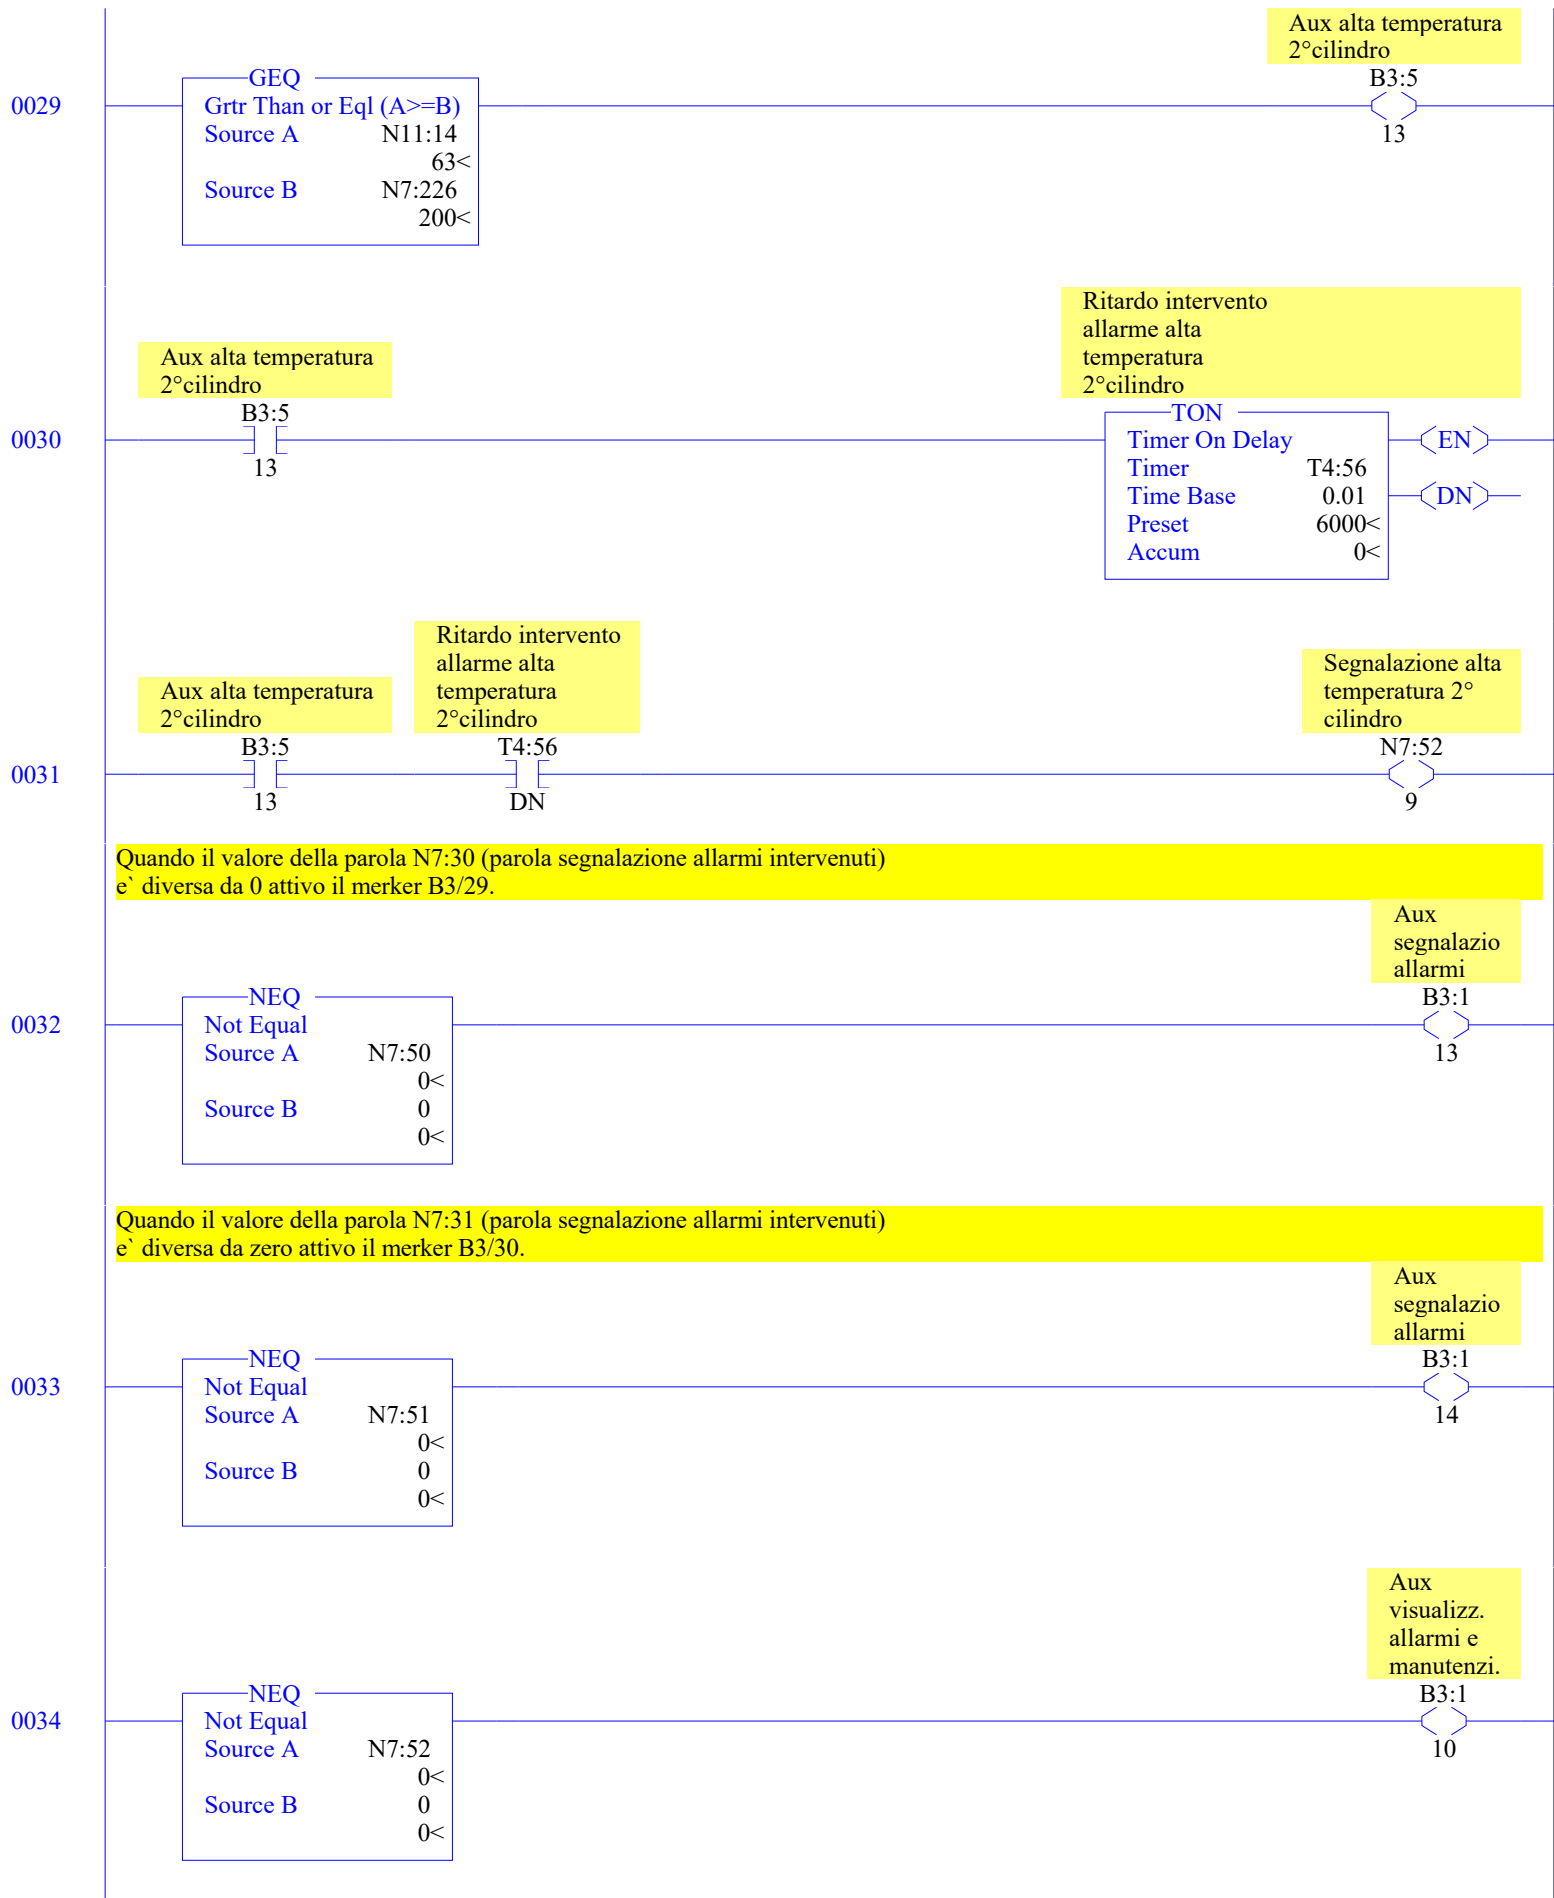 Aux alta temperatura
2°cilindro
B3:5
13
0029
GEQ
Grtr Than or Eql (A>=B)
Source A N11:14
63<
Source B N7:226
200<
Ritardo intervento
allarme alta
temperatura
2°cilindro
Aux alta temperatura
2°cilindro
B3:5
13
0030
TON
Timer On Delay
Timer T4:56
Time Base 0.01
Preset 6000<
Accum 0<
EN
DN
Aux alta temperatura
2°cilindro
B3:5
13
Ritardo intervento
allarme alta
temperatura
2°cilindro
T4:56
DN
Segnalazione alta
temperatura 2°
cilindro
N7:52
9
0031
Quando il valore della parola N7:30 (parola segnalazione allarmi intervenuti)
e` diversa da 0 attivo il merker B3/29.
Aux
segnalazio
allarmi
B3:1
13
0032
NEQ
Not Equal
Source A N7:50
0<
Source B 0
0<
Quando il valore della parola N7:31 (parola segnalazione allarmi intervenuti)
e` diversa da zero attivo il merker B3/30.
Aux
segnalazio
allarmi
B3:1
14
0033
NEQ
Not Equal
Source A N7:51
0<
Source B 0
0<
Aux
visualizz.
allarmi e
manutenzi.
B3:1
10
0034
NEQ
Not Equal
Source A N7:52
0<
Source B 0
0<